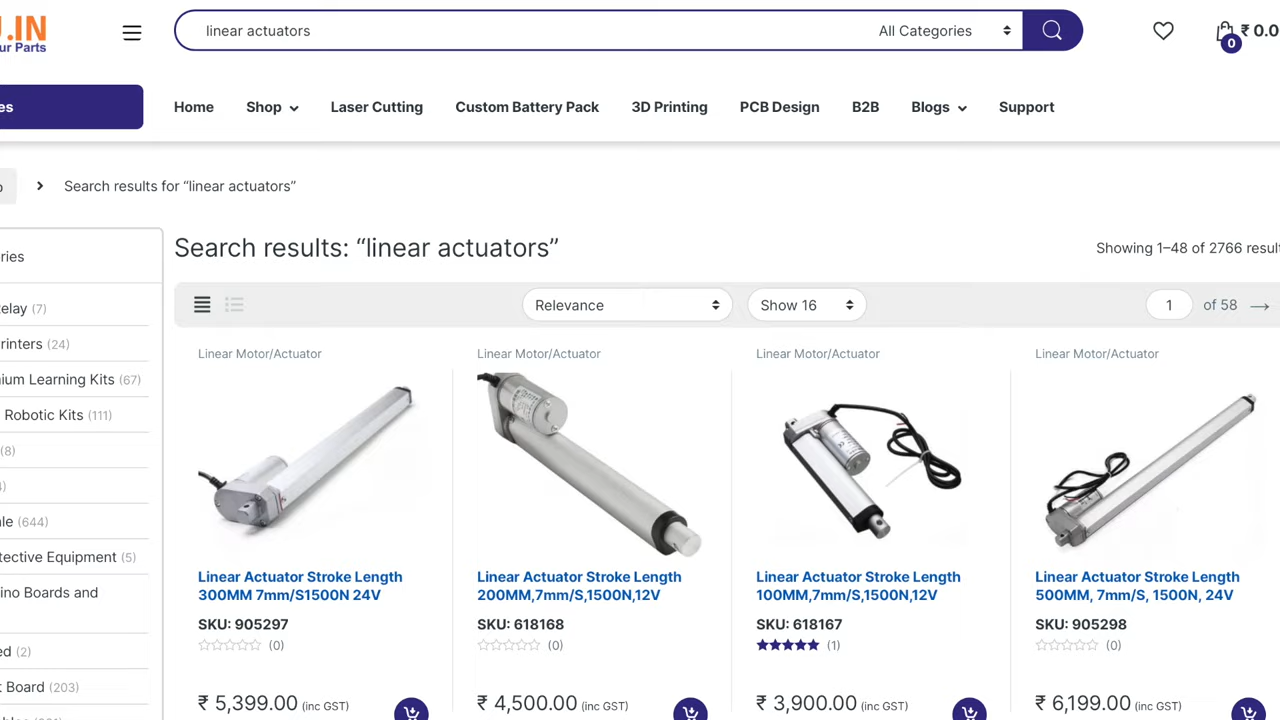 .IN
ur Parts
linear actuators
All Categories
₹ 0.0
0
es
Home
Shop
Laser Cutting
Custom Battery Pack
3D Printing
PCB Design
B2B
Blogs
Support
Search results for “linear actuators”
ries
Search results: “linear actuators”
Showing 1–48 of 2766 result
Relevance
Show 16
1
of 58
elay (7)
rinters (24)
ium Learning Kits (67)
Robotic Kits (111)
(8)
le (644)
tective Equipment (5)
ino Boards and
ed (2)
t Board (203)
Linear Motor/Actuator
Linear Actuator Stroke Length
300MM 7mm/S1500N 24V
SKU: 905297
(0)
₹ 5,399.00 (inc GST)
Linear Motor/Actuator
Linear Actuator Stroke Length
200MM,7mm/S,1500N,12V
SKU: 618168
(0)
₹ 4,500.00 (inc GST)
Linear Motor/Actuator
Linear Actuator Stroke Length
100MM,7mm/S,1500N,12V
SKU: 618167
(1)
₹ 3,900.00 (inc GST)
Linear Motor/Actuator
Linear Actuator Stroke Length
500MM, 7mm/S, 1500N, 24V
SKU: 905298
(0)
₹ 6,199.00 (inc GST)